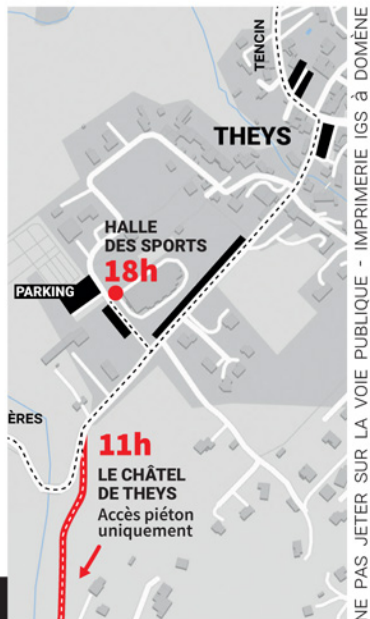 TENCIN
THEYS
HALLE
DES SPORTS
18h
PARKING
ÈRES
11h
LE CHÂTEL
DE THEYS
Accès piéton
uniquement
NE PAS JETER SUR LA VOIE PUBLIQUE - IMPRIMERIE IGS à DOMÈNE